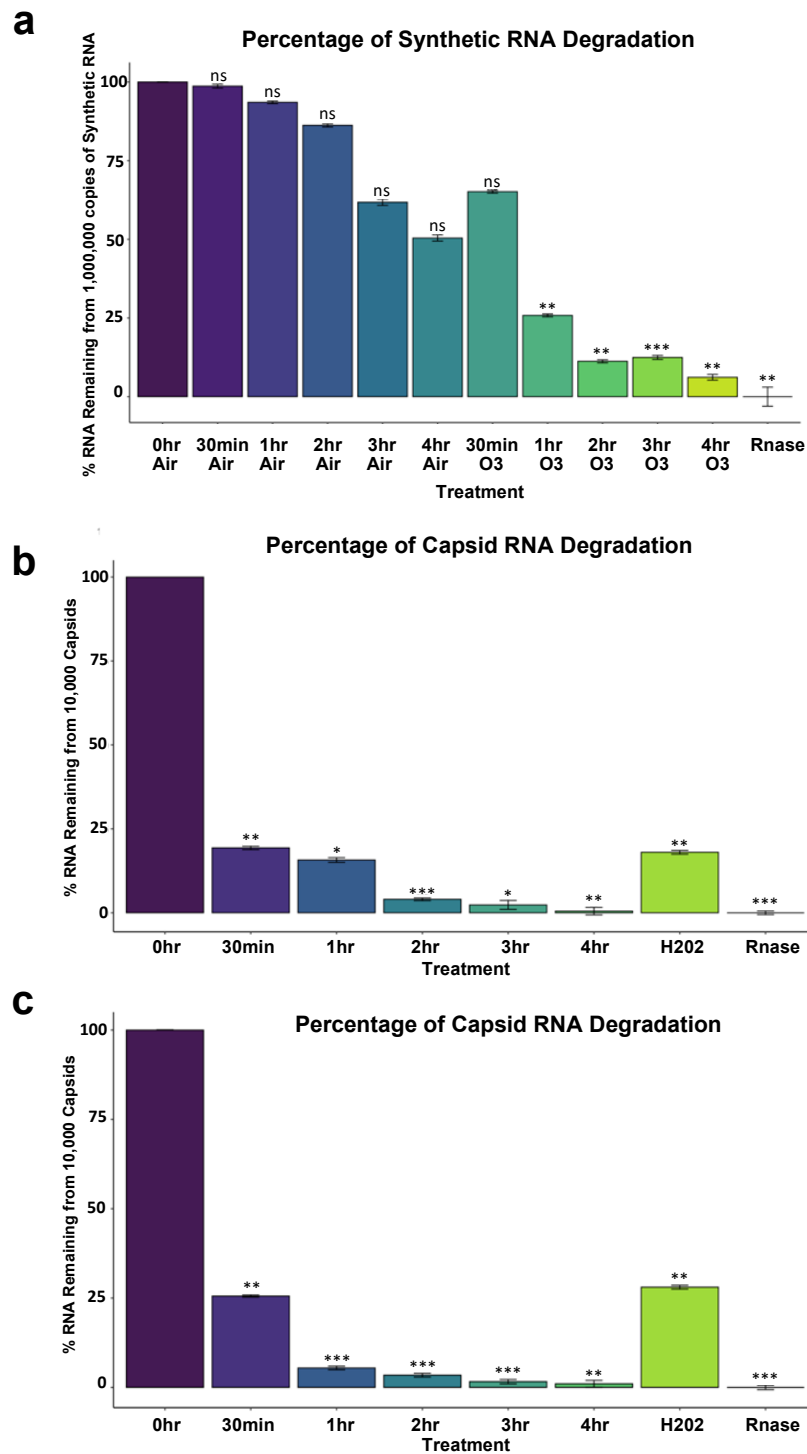 a
Percentage of Synthetic RNA Degradation
% RNA Remaining from 1,000,000 copies of Synthetic RNA
100
75
50
25
0
ns ns ns ns ns ns ns ** ** *** ** **
0hr 30min 1hr 2hr 3hr 4hr 30min 1hr 2hr 3hr 4hr Rnase
Air Air Air Air Air Air O3 O3 O3 O3 O3
Treatment
b
Percentage of Capsid RNA Degradation
% RNA Remaining from 10,000 Capsids
100
75
50
25
0
** * *** * ** ** ***
0hr 30min 1hr 2hr 3hr 4hr H202 Rnase
Treatment
c
Percentage of Capsid RNA Degradation
% RNA Remaining from 10,000 Capsids
100
75
50
25
0
** *** *** *** ** ** ***
0hr 30min 1hr 2hr 3hr 4hr H202 Rnase
Treatment